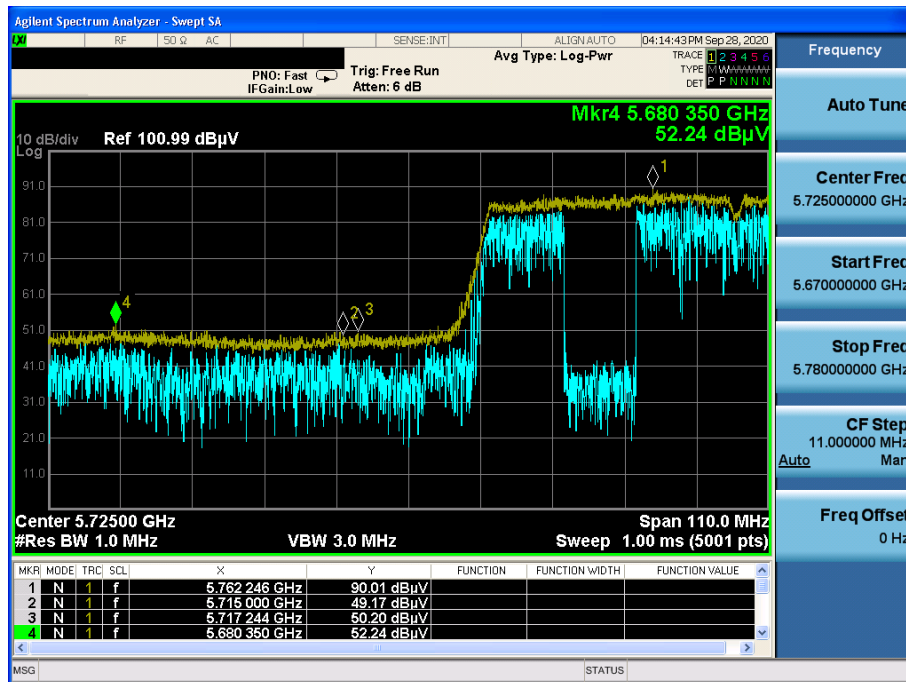 Agilent Spectrum Analyzer - Swept SA
LXI RF 50 Ω AC SENSE:INT ALIGN AUTO 04:14:43 PM Sep 28, 2020
Frequency
PNO: Fast
IFGain:Low
Trig: Free Run
Atten: 6 dB
Avg Type: Log-Pwr
TRACE 1 2 3 4 5 6
TYPE M W W W W W
DET P P N N N N
Auto Tune
Mkr4 5.680 350 GHz
52.24 dBµV
10 dB/div Ref 100.99 dBµV
Log
91.0
81.0
71.0
61.0
51.0
41.0
31.0
21.0
11.0
1
2
3
4
Center Freq
5.725000000 GHz
Start Freq
5.670000000 GHz
Stop Freq
5.780000000 GHz
CF Step
11.000000 MHz
Auto Man
Freq Offset
0 Hz
Center 5.72500 GHz Span 110.0 MHz
#Res BW 1.0 MHz VBW 3.0 MHz Sweep 1.00 ms (5001 pts)
MKR MODE TRC SCL X Y FUNCTION FUNCTION WIDTH FUNCTION VALUE
1 N 1 f 5.762 246 GHz 90.01 dBµV
2 N 1 f 5.715 000 GHz 49.17 dBµV
3 N 1 f 5.717 244 GHz 50.20 dBµV
4 N 1 f 5.680 350 GHz 52.24 dBµV
MSG STATUS